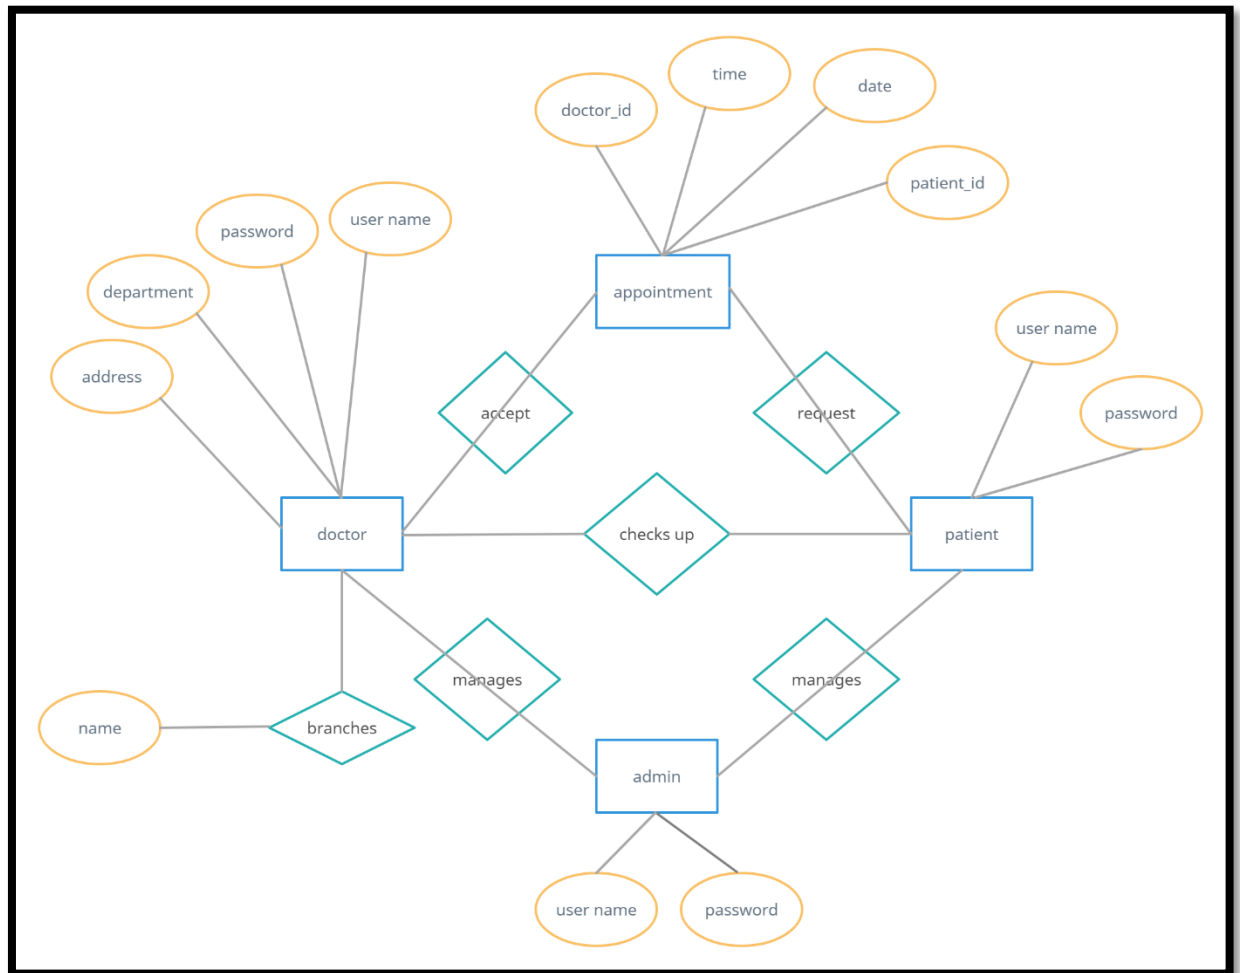 time
date
doctor_id
patient_id
user name
password
department
appointment
user name
address
accept
request
password
doctor
checks up
patient
manages
manages
name
branches
admin
user name
password